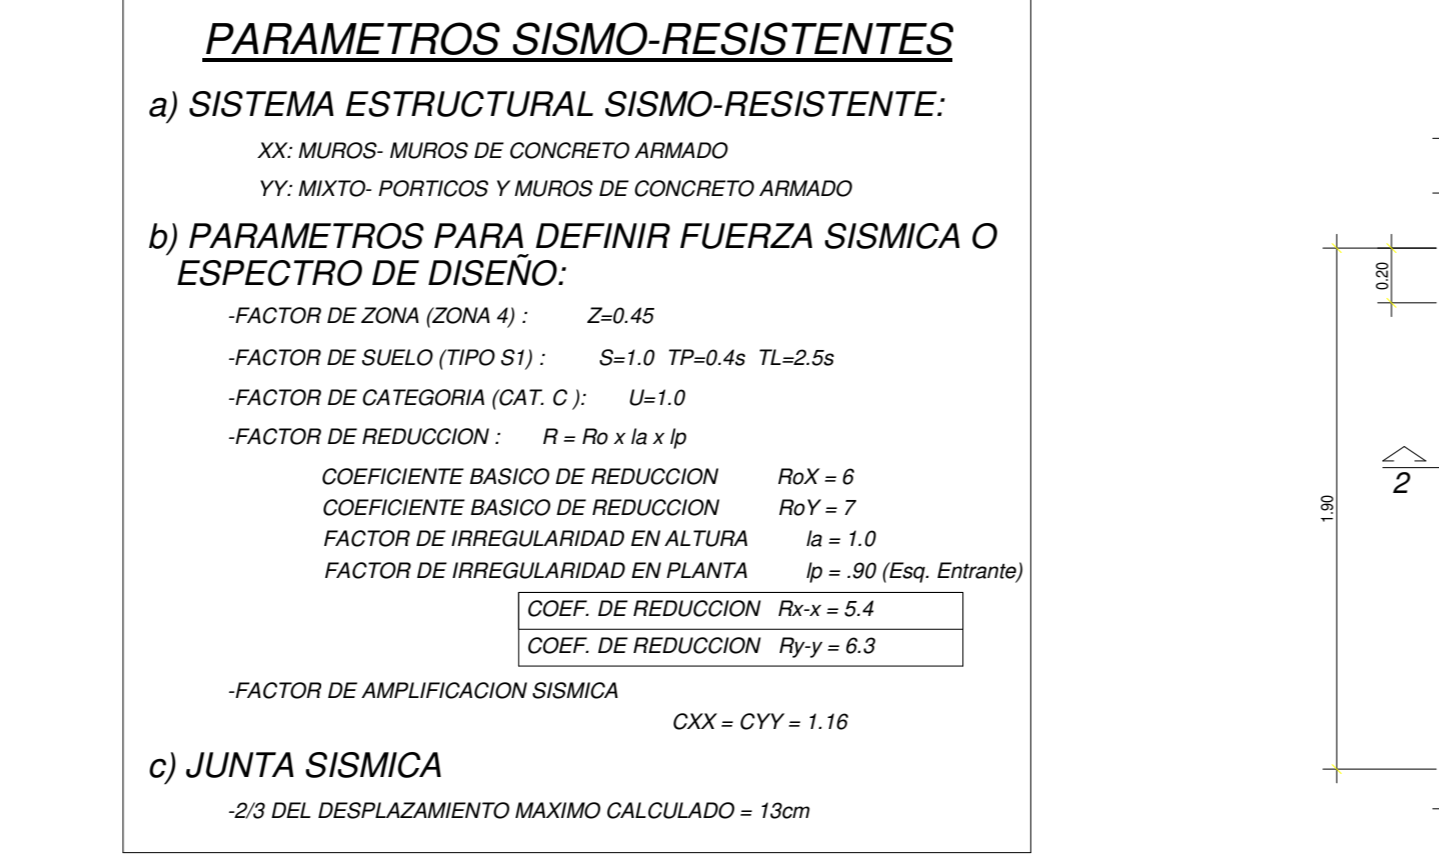 PARAMETROS SISMO-RESISTENTES
a) SISTEMA ESTRUCTURAL SISMO-RESISTENTE:
XX: MUROS- MUROS DE CONCRETO ARMADO
YY: MIXTO- PORTICOS Y MUROS DE CONCRETO ARMADO
b) PARAMETROS PARA DEFINIR FUERZA SISMICA O
ESPECTRO DE DISEÑO:
-FACTOR DE ZONA (ZONA 4) : Z=0.45
-FACTOR DE SUELO (TIPO S1) : S=1.0 TP=0.4s TL=2.5s
-FACTOR DE CATEGORIA (CAT. C ): U=1.0
-FACTOR DE REDUCCION : R = Ro x Ia x Ip
COEFICIENTE BASICO DE REDUCCION RoX = 6
COEFICIENTE BASICO DE REDUCCION RoY = 7
FACTOR DE IRREGULARIDAD EN ALTURA Ia = 1.0
FACTOR DE IRREGULARIDAD EN PLANTA Ip = .90 (Esq. Entrante)
COEF. DE REDUCCION Rx-x = 5.4
COEF. DE REDUCCION Ry-y = 6.3
-FACTOR DE AMPLIFICACION SISMICA
CXX = CYY = 1.16
c) JUNTA SISMICA
-2/3 DEL DESPLAZAMIENTO MAXIMO CALCULADO = 13cm
0.20
2
1.90